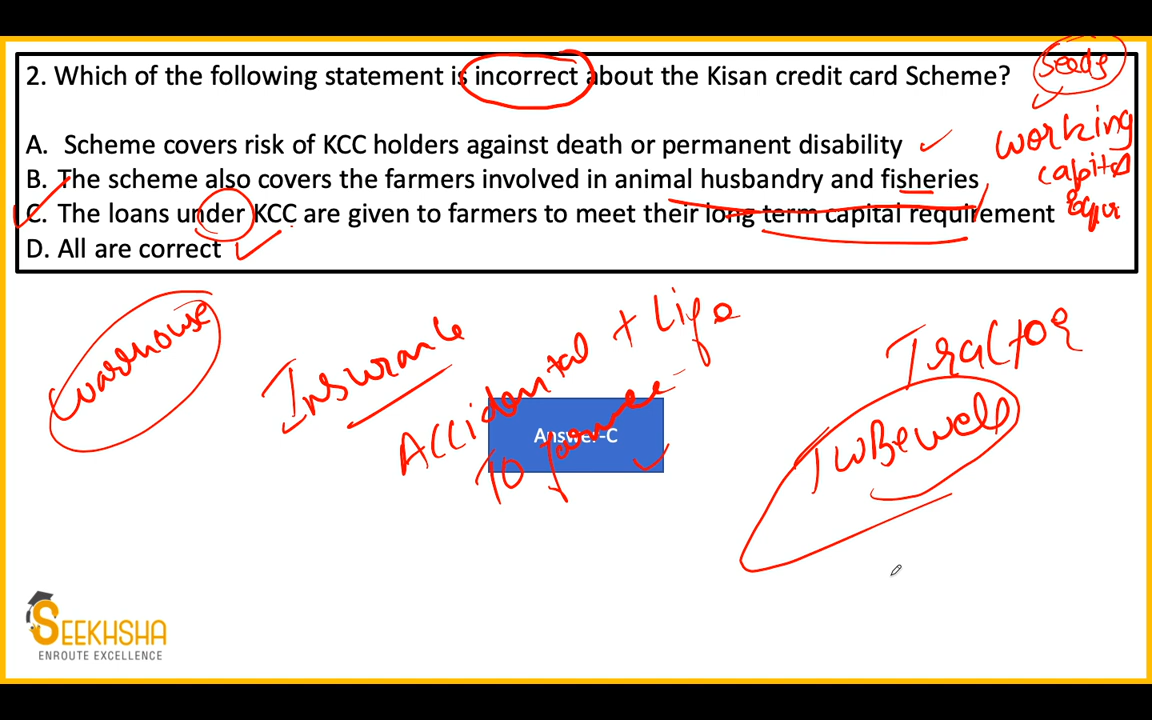 2. Which of the following statement is incorrect about the Kisan credit card Scheme?
Seeds
A. Scheme covers risk of KCC holders against death or permanent disability
working
B. The scheme also covers the farmers involved in animal husbandry and fisheries
capital
C. The loans under KCC are given to farmers to meet their long term capital requirement
Requi
D. All are correct
warehouse
Insurance
Accidental + Life
To farmer
Tractor
Answer-C
TuBewell
SEEKHSHA
ENROUTE EXCELLENCE